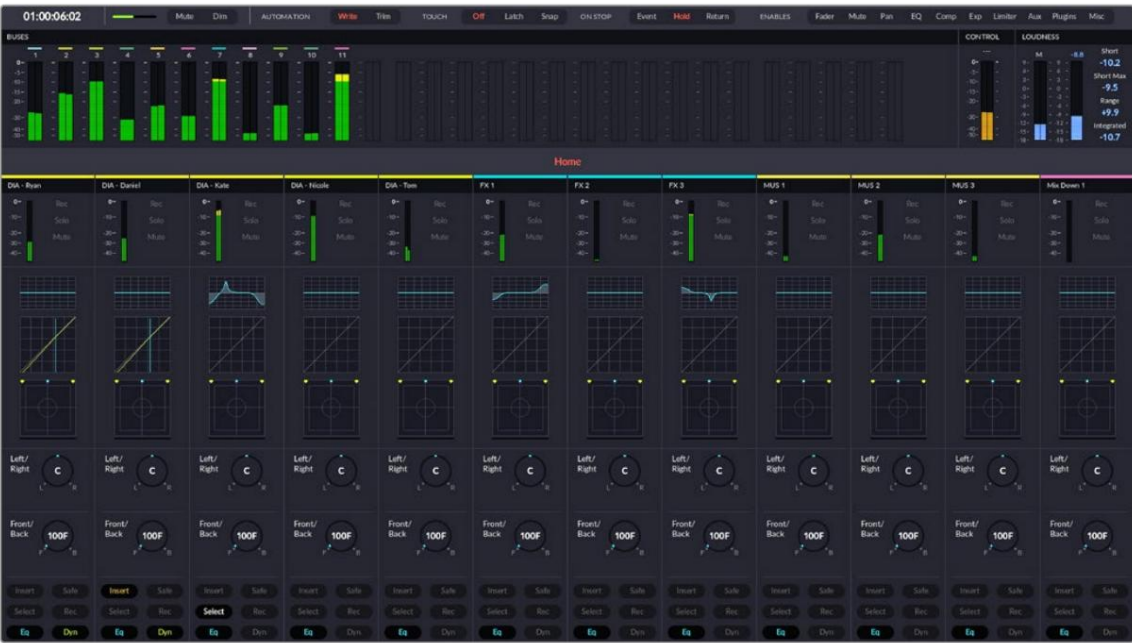 01:00:06:02 Mute Dim AUTOMATION Write Trim TOUCH Off Latch Snap ON STOP Event Hold Return ENABLES Fader Mute Pan EQ Comp Exp Limiter Aux Plugins Misc
BUSES CONTROL LOUDNESS
1 2 3 4 5 6 7 8 9 10 11 M -8.8 Short
-10.2
Short Max
-9.5
Range
+9.9
Integrated
-10.7
Home
DIA - Ryan DIA - Daniel DIA - Kate DIA - Nicole DIA - Tom FX 1 FX 2 FX 3 MUS 1 MUS 2 MUS 3 Mix Down 1
Rec Rec Rec Rec Rec Rec Rec Rec Rec Rec Rec Rec
Solo Solo Solo Solo Solo Solo Solo Solo Solo Solo Solo Solo
Mute Mute Mute Mute Mute Mute Mute Mute Mute Mute Mute Mute
Left/ Left/ Left/ Left/ Left/ Left/ Left/ Left/ Left/ Left/ Left/ Left/
Right C Right C Right C Right C Right C Right C Right C Right C Right C Right C Right C Right C
L R L R L R L R L R L R L R L R L R L R L R L R
Front/ Front/ Front/ Front/ Front/ Front/ Front/ Front/ Front/ Front/ Front/ Front/
Back 100F Back 100F Back 100F Back 100F Back 100F Back 100F Back 100F Back 100F Back 100F Back 100F Back 100F Back 100F
F B F B F B F B F B F B F B F B F B F B F B F B
Insert Safe Insert Safe Insert Safe Insert Safe Insert Safe Insert Safe Insert Safe Insert Safe Insert Safe Insert Safe Insert Safe Insert Safe
Select Rec Select Rec Select Rec Select Rec Select Rec Select Rec Select Rec Select Rec Select Rec Select Rec Select Rec Select Rec
Eq Dyn Eq Dyn Eq Dyn Eq Dyn Eq Dyn Eq Dyn Eq Dyn Eq Dyn Eq Dyn Eq Dyn Eq Dyn Eq Dyn